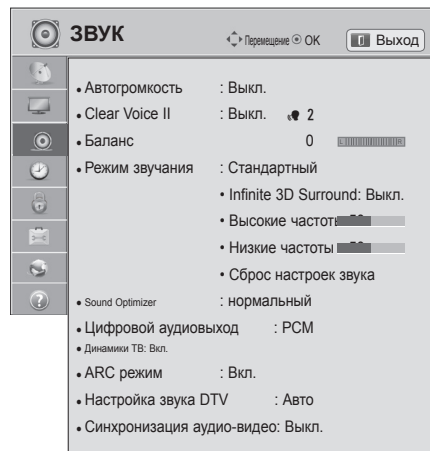 ЗВУК Перемещение OK Выход
• Автогромкость : Выкл.
• Clear Voice II : Выкл. 2
• Баланс 0 L R
• Режим звучания : Стандартный
• Infinite 3D Surround: Выкл.
• Высокие частоты
• Низкие частоты
• Сброс настроек звука
• Sound Optimizer : нормальный
• Цифровой аудиовыход : PCM
• Динамики ТВ: Вкл.
• ARC режим : Вкл.
• Настройка звука DTV : Авто
• Синхронизация аудио-видео: Выкл.